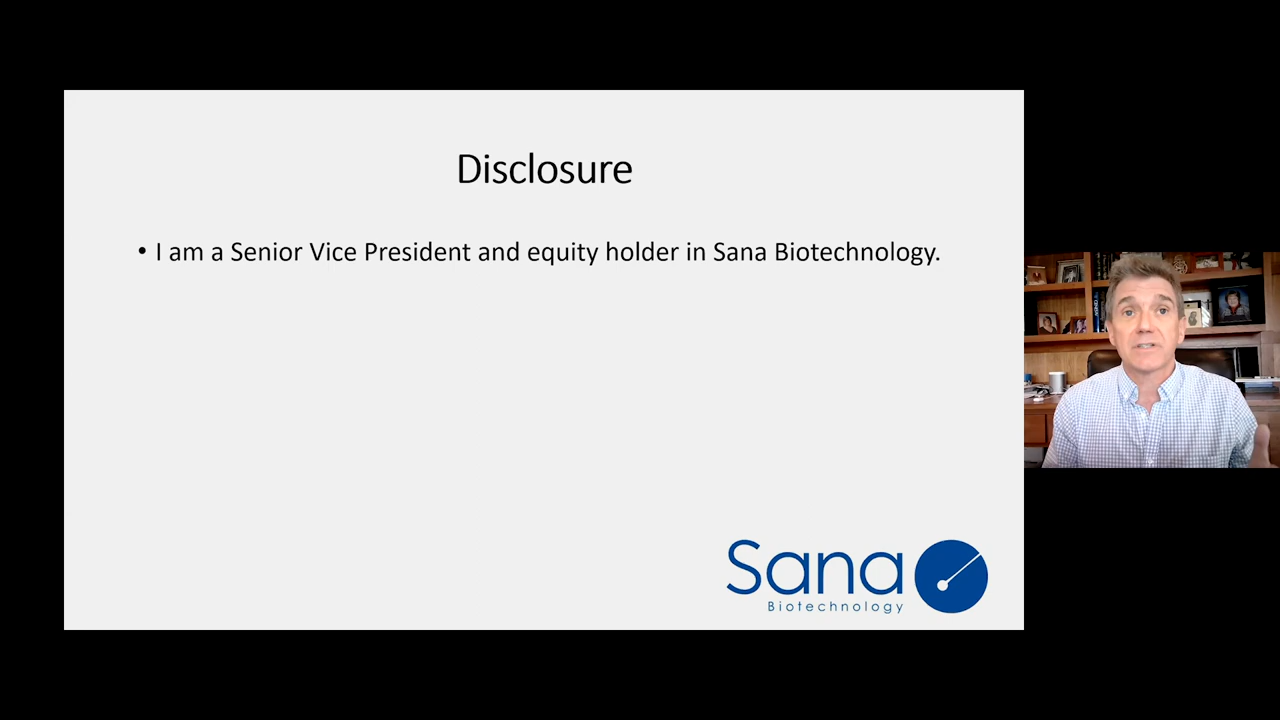 Disclosure
• I am a Senior Vice President and equity holder in Sana Biotechnology.
Sana
Biotechnology